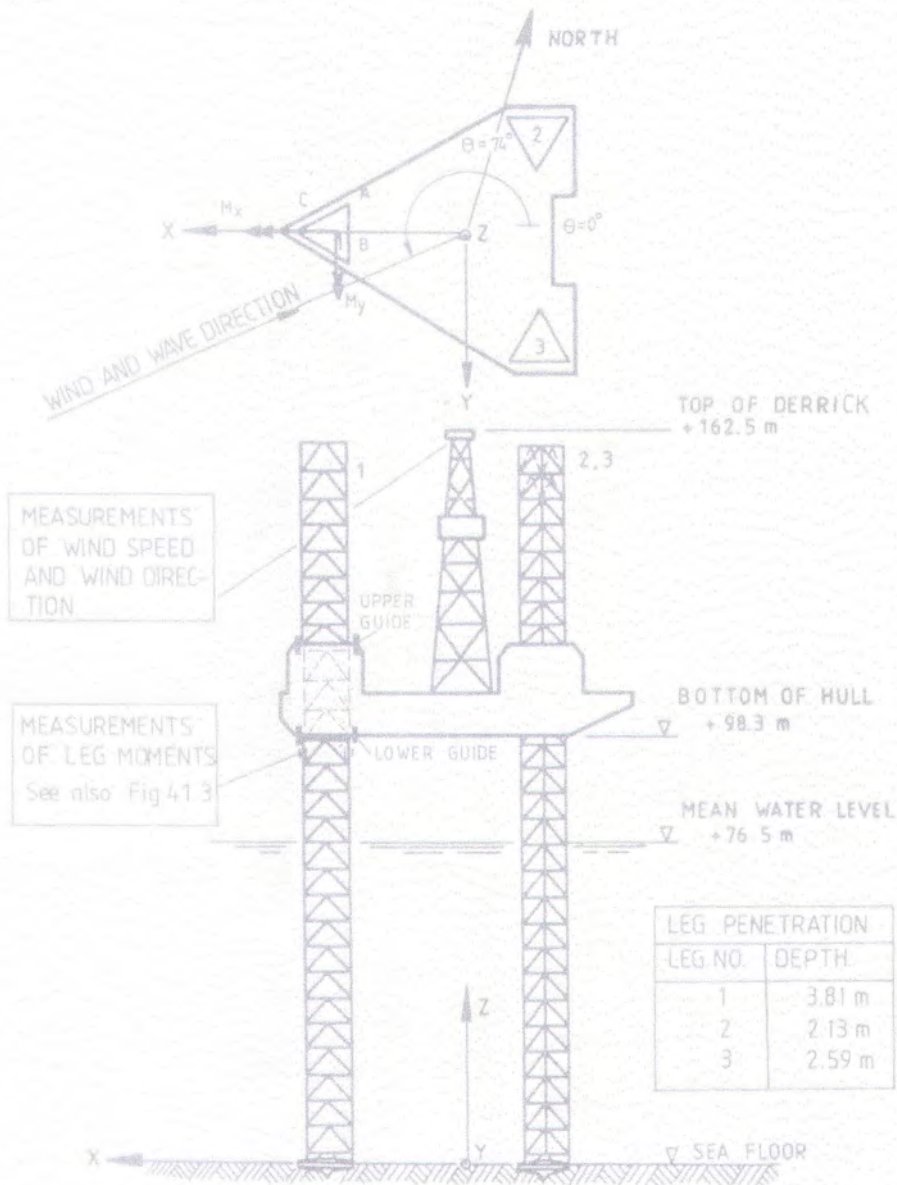 NORTH
θ=74°
2
C
A
Mx
X
B
Z
θ=0°
My
3
WIND AND WAVE DIRECTION
Y
TOP OF DERRICK
+162.5 m
1
2,3
MEASUREMENTS
OF WIND SPEED
AND WIND DIREC-
TION
UPPER
GUIDE
BOTTOM OF HULL
+ 98.3 m
MEASUREMENTS
OF LEG MOMENTS
See also Fig 41.3
LOWER GUIDE
MEAN WATER LEVEL
+76.5 m
LEG PENETRATION
LEG NO. DEPTH
1 3.81 m
2 2.13 m
3 2.59 m
Z
X
Y
SEA FLOOR